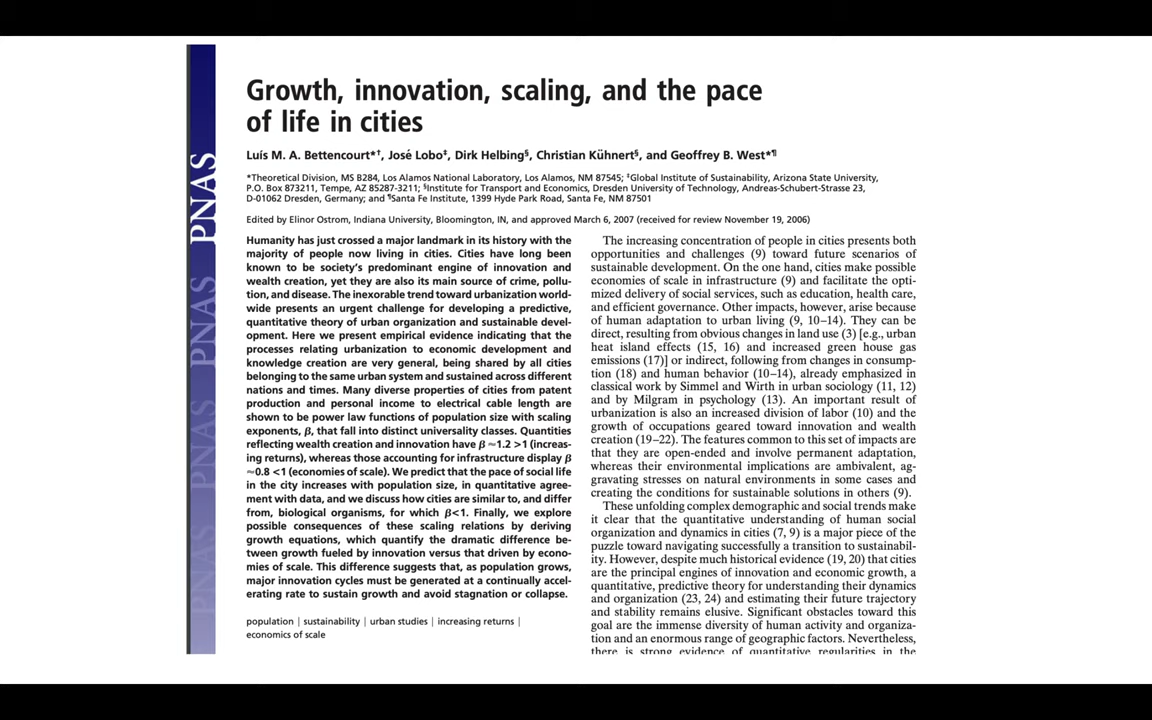 Growth, innovation, scaling, and the pace
of life in cities
Luís M. A. Bettencourt*†, José Lobo‡, Dirk Helbing§, Christian Kühnert§, and Geoffrey B. West*¶
*Theoretical Division, MS B284, Los Alamos National Laboratory, Los Alamos, NM 87545; ‡Global Institute of Sustainability, Arizona State University,
P.O. Box 873211, Tempe, AZ 85287-3211; §Institute for Transport and Economics, Dresden University of Technology, Andreas-Schubert-Strasse 23,
D-01062 Dresden, Germany; and ¶Santa Fe Institute, 1399 Hyde Park Road, Santa Fe, NM 87501
Edited by Elinor Ostrom, Indiana University, Bloomington, IN, and approved March 6, 2007 (received for review November 19, 2006)
Humanity has just crossed a major landmark in its history with the
majority of people now living in cities. Cities have long been
known to be society's predominant engine of innovation and
wealth creation, yet they are also its main source of crime, pollu-
tion, and disease. The inexorable trend toward urbanization world-
wide presents an urgent challenge for developing a predictive,
quantitative theory of urban organization and sustainable devel-
opment. Here we present empirical evidence indicating that the
processes relating urbanization to economic development and
knowledge creation are very general, being shared by all cities
belonging to the same urban system and sustained across different
nations and times. Many diverse properties of cities from patent
production and personal income to electrical cable length are
shown to be power law functions of population size with scaling
exponents, β, that fall into distinct universality classes. Quantities
reflecting wealth creation and innovation have β ≈1.2 >1 (increas-
ing returns), whereas those accounting for infrastructure display β
≈0.8 <1 (economies of scale). We predict that the pace of social life
in the city increases with population size, in quantitative agree-
ment with data, and we discuss how cities are similar to, and differ
from, biological organisms, for which β<1. Finally, we explore
possible consequences of these scaling relations by deriving
growth equations, which quantify the dramatic difference be-
tween growth fueled by innovation versus that driven by econo-
mies of scale. This difference suggests that, as population grows,
major innovation cycles must be generated at a continually accel-
erating rate to sustain growth and avoid stagnation or collapse.
population | sustainability | urban studies | increasing returns |
economics of scale
The increasing concentration of people in cities presents both
opportunities and challenges (9) toward future scenarios of
sustainable development. On the one hand, cities make possible
economies of scale in infrastructure (9) and facilitate the opti-
mized delivery of social services, such as education, health care,
and efficient governance. Other impacts, however, arise because
of human adaptation to urban living (9, 10–14). They can be
direct, resulting from obvious changes in land use (3) [e.g., urban
heat island effects (15, 16) and increased green house gas
emissions (17)] or indirect, following from changes in consump-
tion (18) and human behavior (10–14), already emphasized in
classical work by Simmel and Wirth in urban sociology (11, 12)
and by Milgram in psychology (13). An important result of
urbanization is also an increased division of labor (10) and the
growth of occupations geared toward innovation and wealth
creation (19–22). The features common to this set of impacts are
that they are open-ended and involve permanent adaptation,
whereas their environmental implications are ambivalent, ag-
gravating stresses on natural environments in some cases and
creating the conditions for sustainable solutions in others (9).
These unfolding complex demographic and social trends make
it clear that the quantitative understanding of human social
organization and dynamics in cities (7, 9) is a major piece of the
puzzle toward navigating successfully a transition to sustainabil-
ity. However, despite much historical evidence (19, 20) that cities
are the principal engines of innovation and economic growth, a
quantitative, predictive theory for understanding their dynamics
and organization (23, 24) and estimating their future trajectory
and stability remains elusive. Significant obstacles toward this
goal are the immense diversity of human activity and organiza-
tion and an enormous range of geographic factors. Nevertheless,
there is strong evidence of quantitative regularities in the
PNAS
PNAS
PNAS
PNAS
PNAS
PNAS